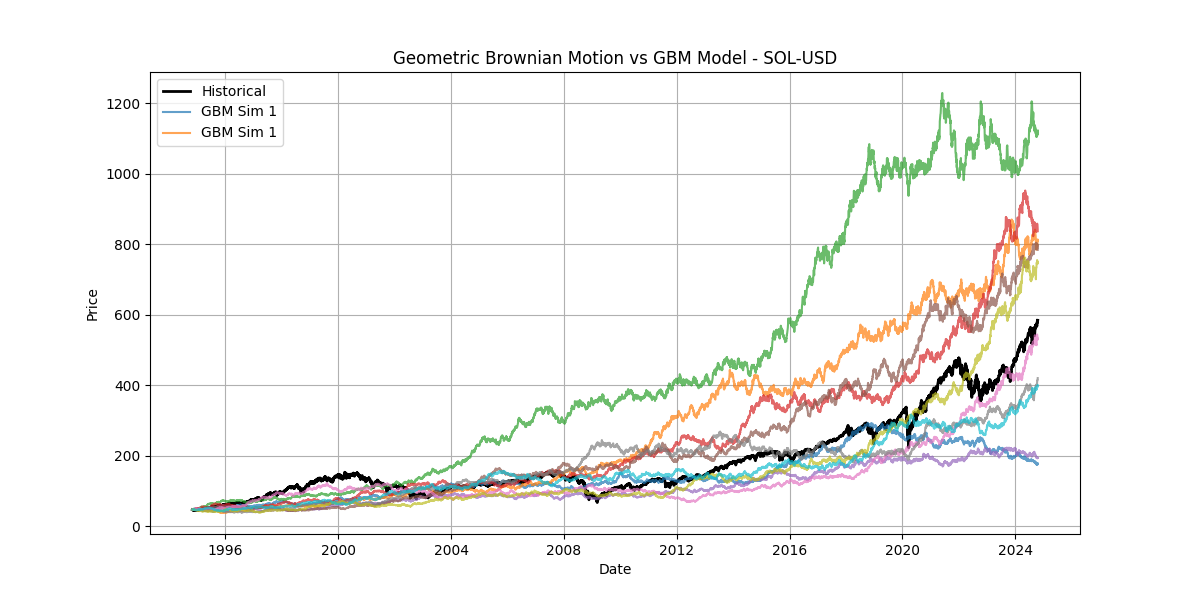 Geometric Brownian Motion vs GBM Model - SOL-USD
Historical
GBM Sim 1
GBM Sim 1
Price
1200
1000
800
600
400
200
0
1996 2000 2004 2008 2012 2016 2020 2024
Date